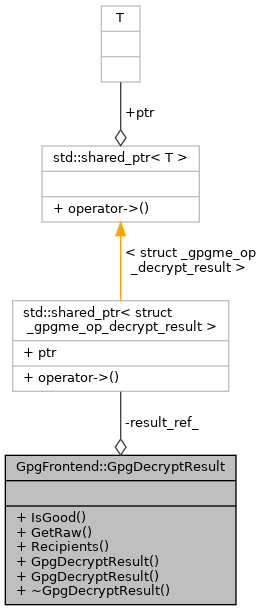 T
+ptr
std::shared_ptr< T >
+ operator->()
< struct _gpgme_op
_decrypt_result >
std::shared_ptr< struct
_gpgme_op_decrypt_result >
+ ptr
+ operator->()
-result_ref_
GpgFrontend::GpgDecryptResult
+ IsGood()
+ GetRaw()
+ Recipients()
+ GpgDecryptResult()
+ GpgDecryptResult()
+ ~GpgDecryptResult()